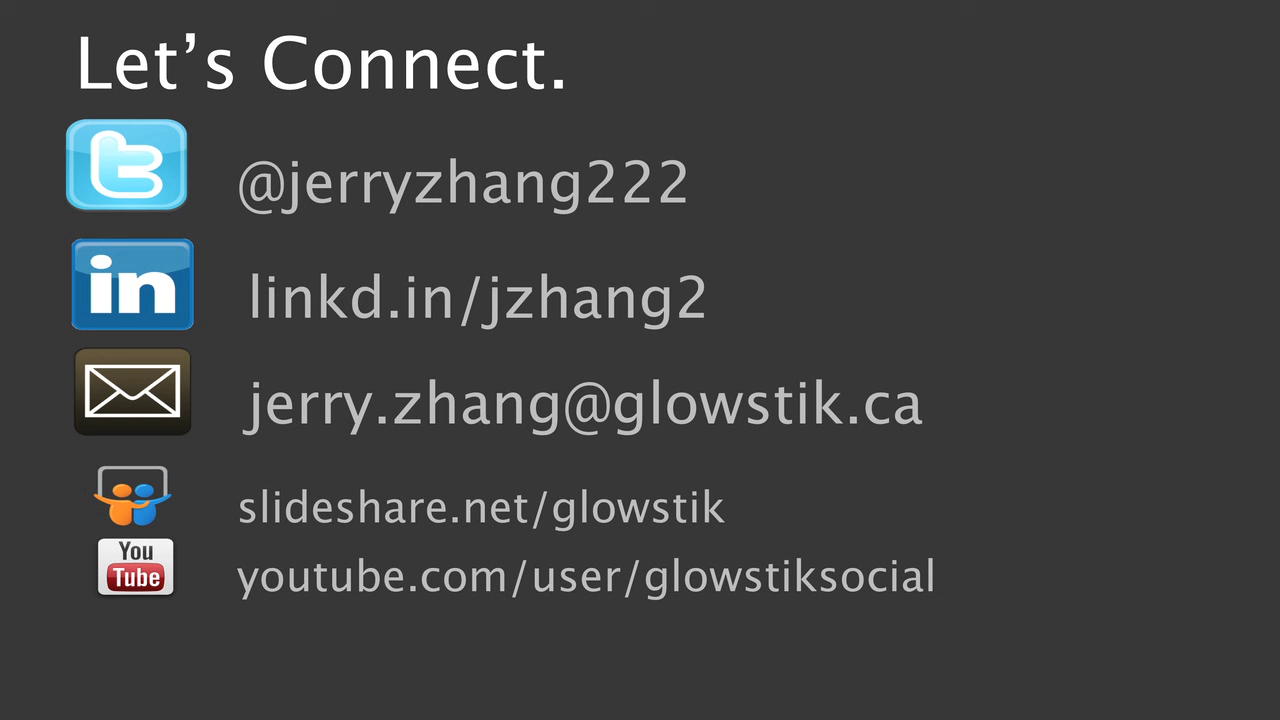 Let’s Connect.
@jerryzhang222
in
linkd.in/jzhang2
jerry.zhang@glowstik.ca
slideshare.net/glowstik
You
Tube
youtube.com/user/glowstiksocial